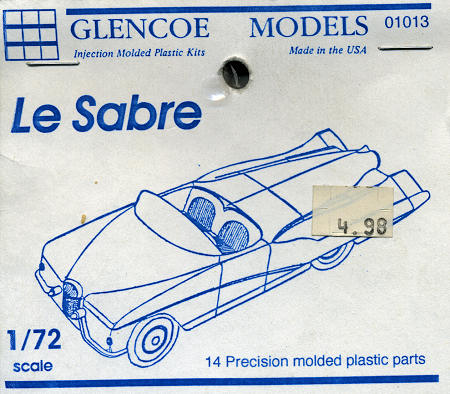 GLENCOE MODELS 01013
Injection Molded Plastic Kits Made in the USA
Le Sabre
4.98
1/72
scale
14 Precision molded plastic parts